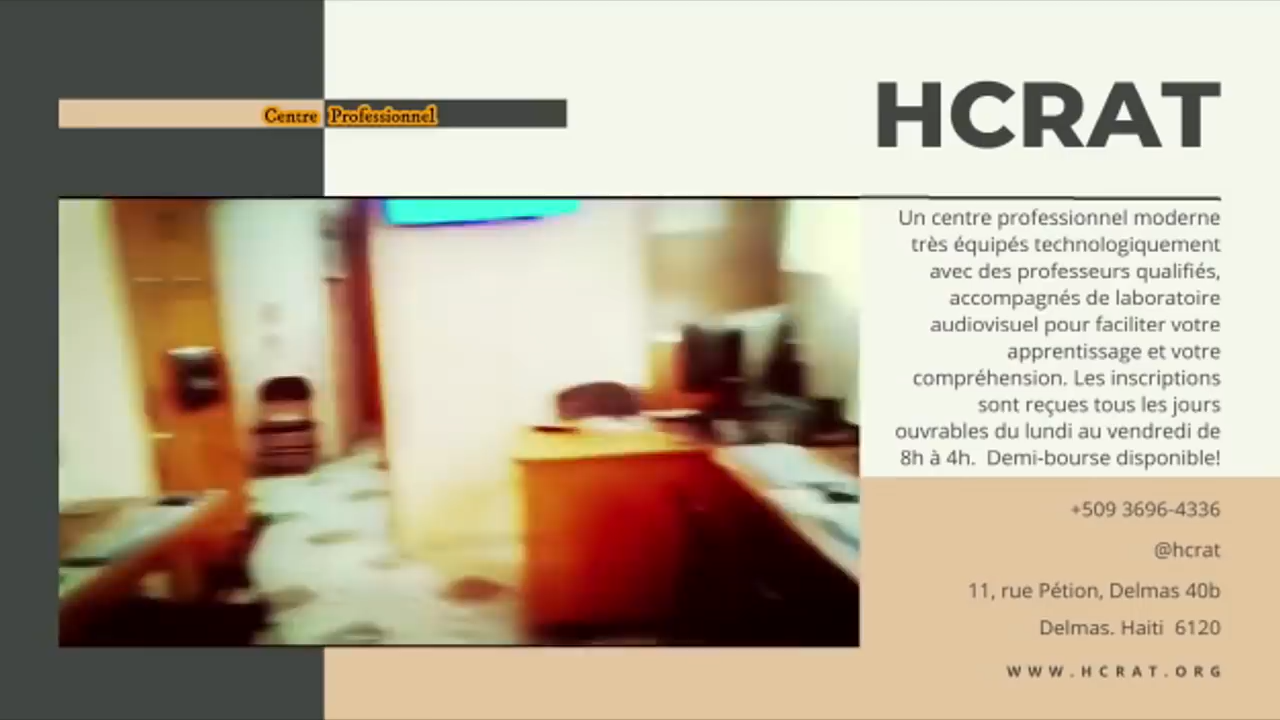 Centre Professionnel
HCRAT
Un centre professionnel moderne
très équipés technologiquement
avec des professeurs qualifiés,
accompagnés de laboratoire
audiovisuel pour faciliter votre
apprentissage et votre
compréhension. Les inscriptions
sont reçues tous les jours
ouvrables du lundi au vendredi de
8h à 4h.  Demi-bourse disponible!
+509 3696-4336
@hcrat
11, rue Pétion, Delmas 40b
Delmas. Haiti  6120
WWW.HCRAT.ORG